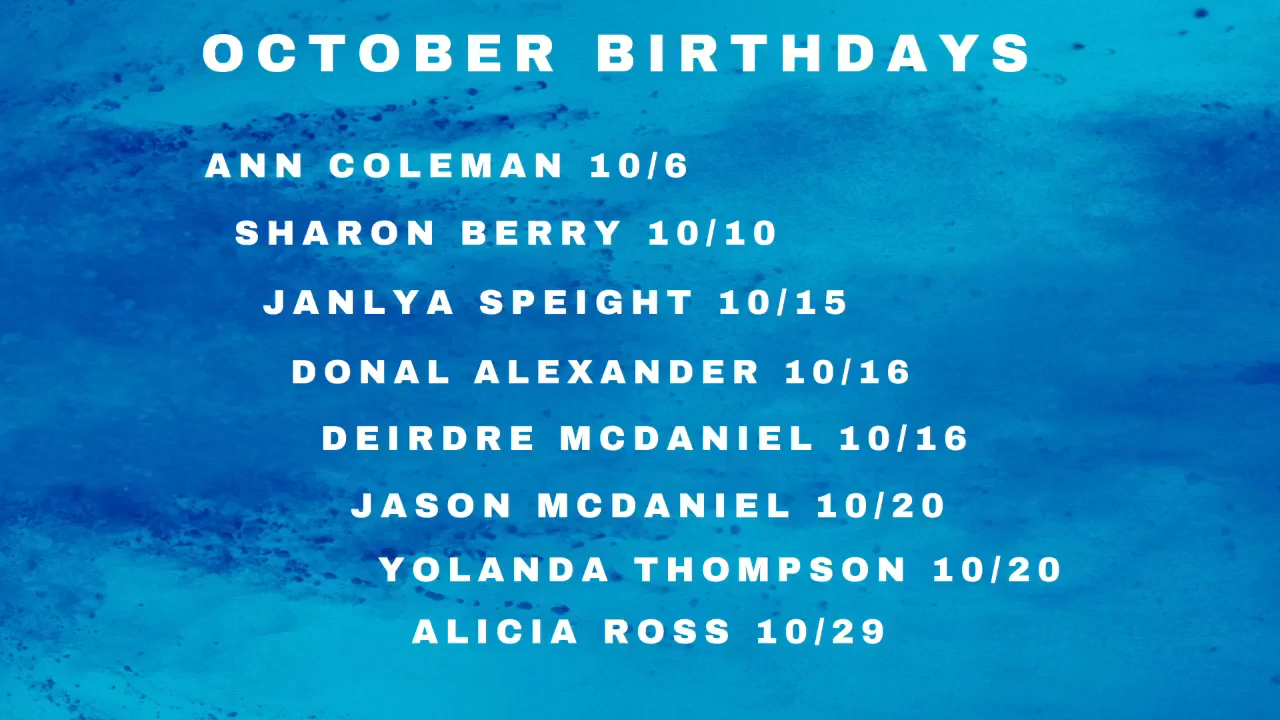 OCTOBER BIRTHDAYS
ANN COLEMAN 10/6
SHARON BERRY 10/10
JANLYA SPEIGHT 10/15
DONAL ALEXANDER 10/16
DEIRDRE MCDANIEL 10/16
JASON MCDANIEL 10/20
YOLANDA THOMPSON 10/20
ALICIA ROSS 10/29